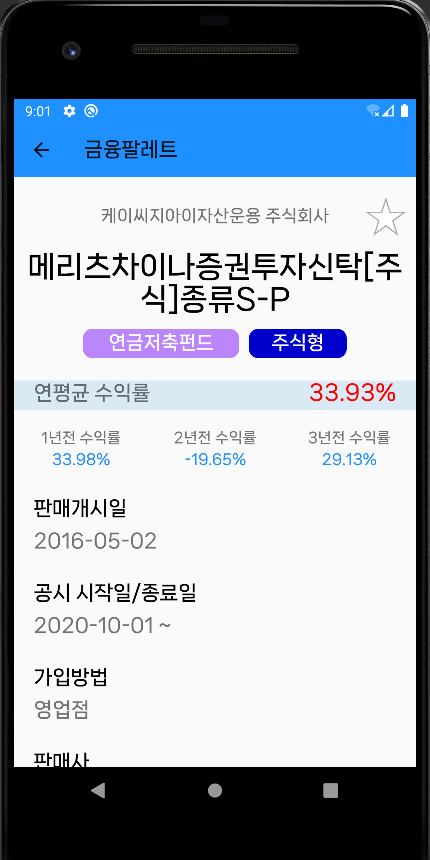 9:01
금융팔레트
케이씨지아이자산운용 주식회사
메리츠차이나증권투자신탁[주
식]종류S-P
연금저축펀드 주식형
연평균 수익률 33.93%
1년전 수익률 2년전 수익률 3년전 수익률
33.98% -19.65% 29.13%
판매개시일
2016-05-02
공시 시작일/종료일
2020-10-01 ~
가입방법
영업점
판매사